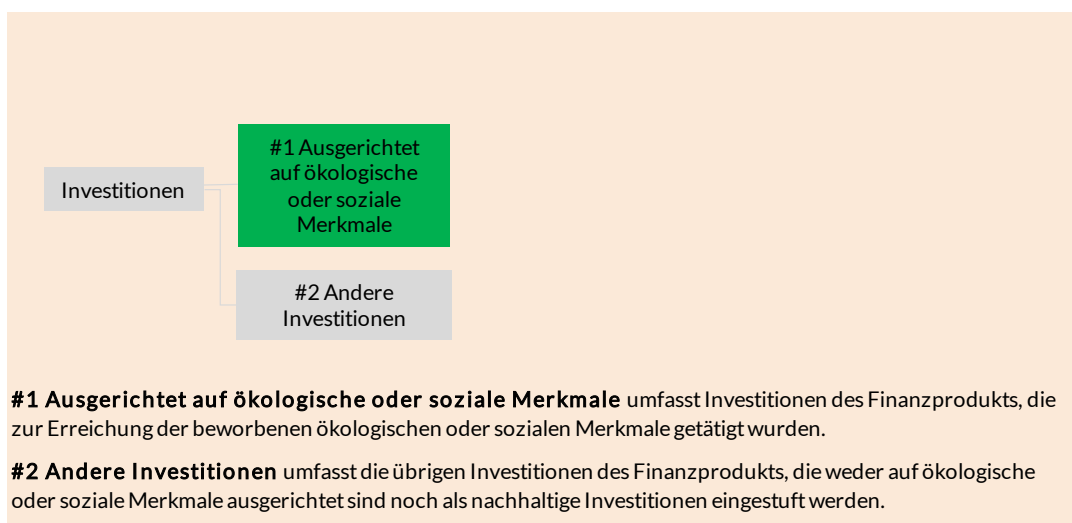 #1 Ausgerichtet
auf ökologische
oder soziale
Merkmale
Investitionen
#2 Andere
Investitionen
#1 Ausgerichtet auf ökologische oder soziale Merkmale umfasst Investitionen des Finanzprodukts, die
zur Erreichung der beworbenen ökologischen oder sozialen Merkmale getätigt wurden.
#2 Andere Investitionen umfasst die übrigen Investitionen des Finanzprodukts, die weder auf ökologische
oder soziale Merkmale ausgerichtet sind noch als nachhaltige Investitionen eingestuft werden.